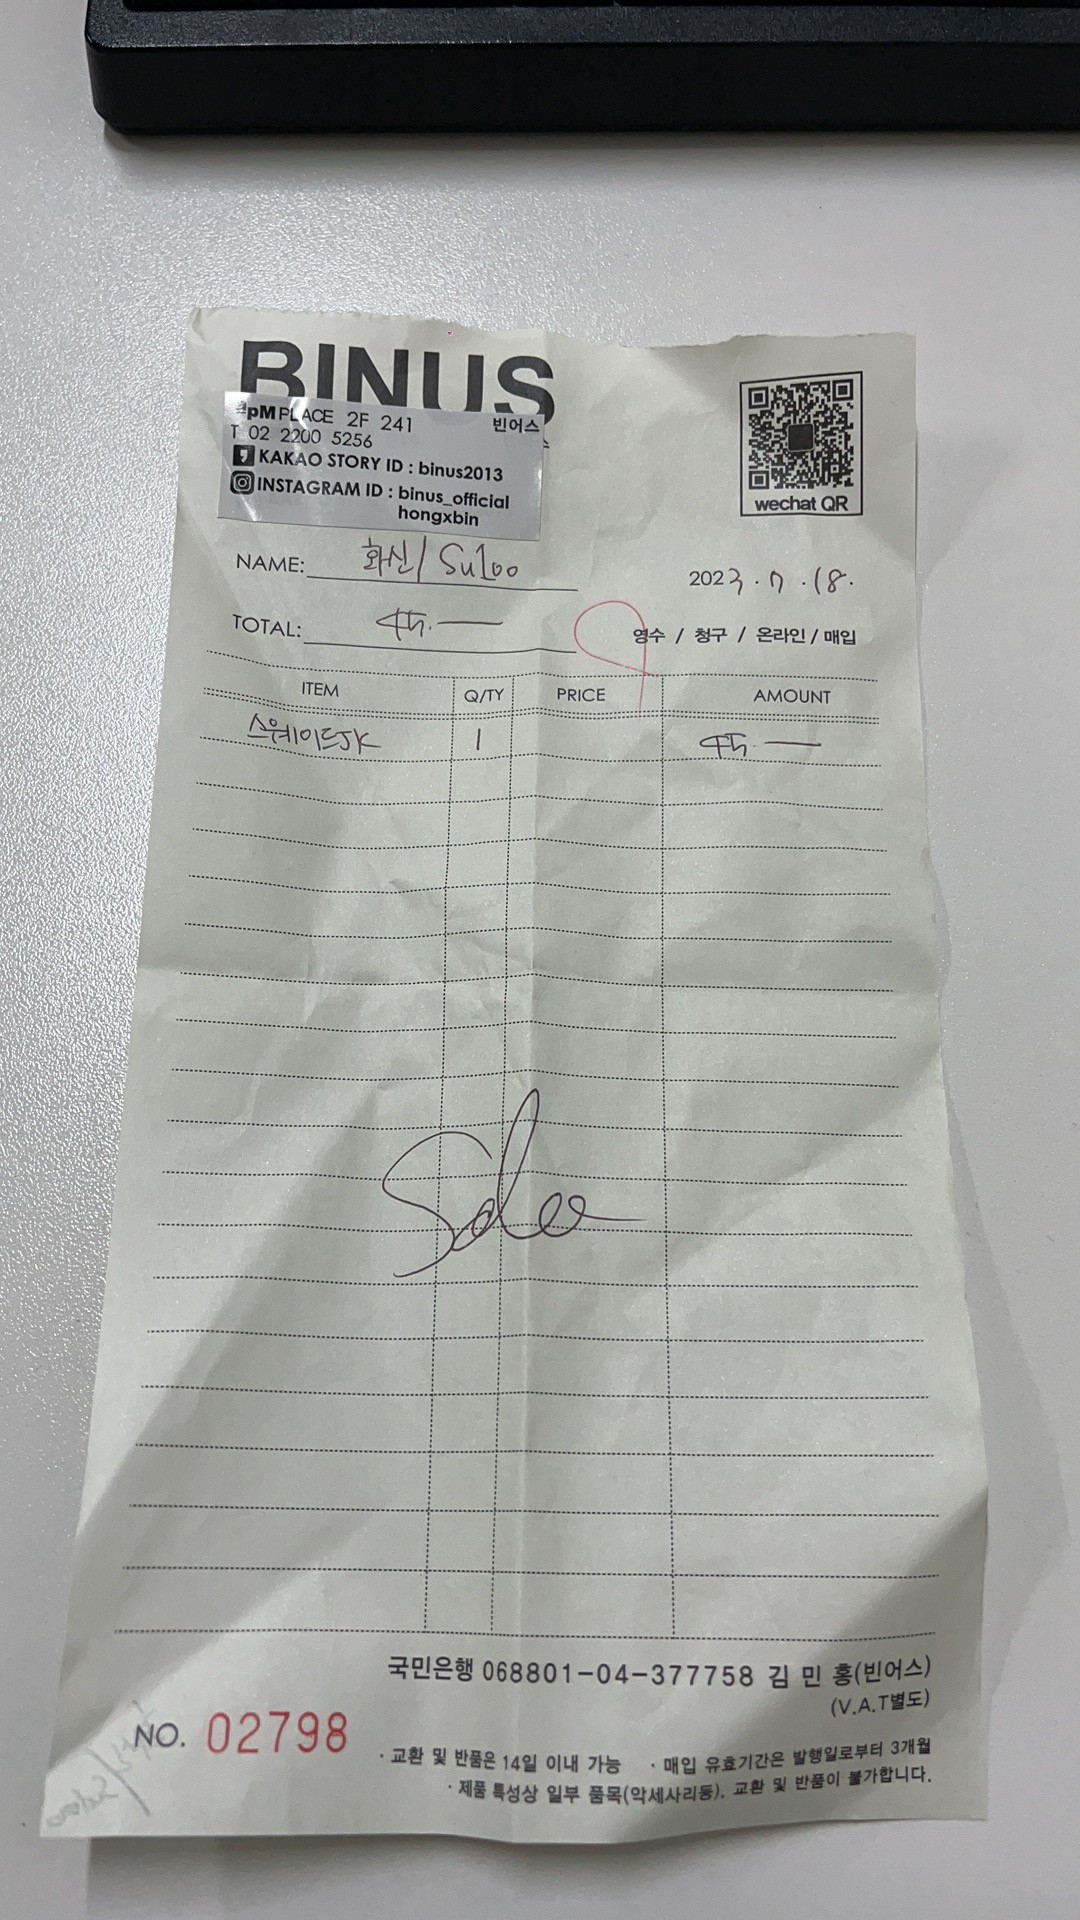 BINUS
apM PLACE 2F 241 빈어스
T 02 2200 5256
KAKAO STORY ID : binus2013
INSTAGRAM ID : binus_official
hongxbin
wechat QR
NAME: 화신/
2023.7.18.
TOTAL:
영수 / 청구 / 온라인 / 매입
ITEM Q/TY PRICE AMOUNT
스웨이드JK 1
국민은행 068801-04-377758 김 민 홍(빈어스)
(V.A.T별도)
NO. 02798
· 교환 및 반품은 14일 이내 가능 · 매입 유효기간은 발행일로부터 3개월
· 제품 특성상 일부 품목(악세사리등), 교환 및 반품이 불가합니다.